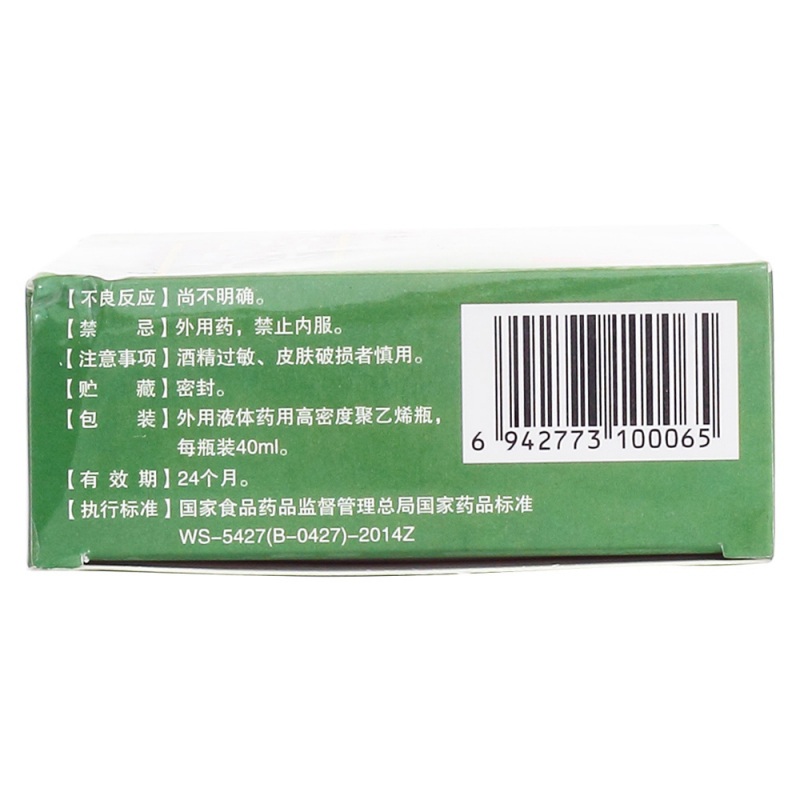 【不良反应】尚不明确。
【禁 忌】外用药，禁止内服。
【注意事项】酒精过敏、皮肤破损者慎用。
【贮 藏】密封。
【包 装】外用液体药用高密度聚乙烯瓶，
每瓶装40ml。
【有 效 期】24个月。
【执行标准】国家食品药品监督管理总局国家药品标准
WS-5427(B-0427)-2014Z
6 942773 100065